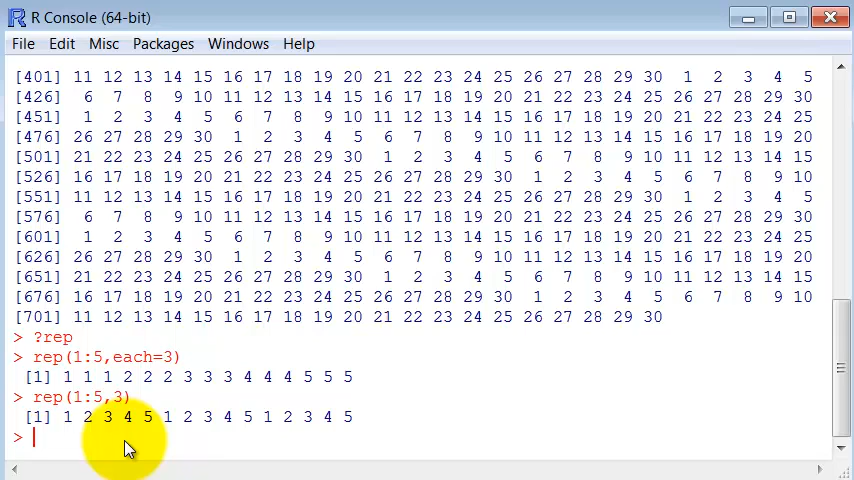 R Console (64-bit)
File Edit Misc Packages Windows Help
[401] 11 12 13 14 15 16 17 18 19 20 21 22 23 24 25 26 27 28 29 30 1 2 3 4 5
[426] 6 7 8 9 10 11 12 13 14 15 16 17 18 19 20 21 22 23 24 25 26 27 28 29 30
[451] 1 2 3 4 5 6 7 8 9 10 11 12 13 14 15 16 17 18 19 20 21 22 23 24 25
[476] 26 27 28 29 30 1 2 3 4 5 6 7 8 9 10 11 12 13 14 15 16 17 18 19 20
[501] 21 22 23 24 25 26 27 28 29 30 1 2 3 4 5 6 7 8 9 10 11 12 13 14 15
[526] 16 17 18 19 20 21 22 23 24 25 26 27 28 29 30 1 2 3 4 5 6 7 8 9 10
[551] 11 12 13 14 15 16 17 18 19 20 21 22 23 24 25 26 27 28 29 30 1 2 3 4 5
[576] 6 7 8 9 10 11 12 13 14 15 16 17 18 19 20 21 22 23 24 25 26 27 28 29 30
[601] 1 2 3 4 5 6 7 8 9 10 11 12 13 14 15 16 17 18 19 20 21 22 23 24 25
[626] 26 27 28 29 30 1 2 3 4 5 6 7 8 9 10 11 12 13 14 15 16 17 18 19 20
[651] 21 22 23 24 25 26 27 28 29 30 1 2 3 4 5 6 7 8 9 10 11 12 13 14 15
[676] 16 17 18 19 20 21 22 23 24 25 26 27 28 29 30 1 2 3 4 5 6 7 8 9 10
[701] 11 12 13 14 15 16 17 18 19 20 21 22 23 24 25 26 27 28 29 30
> ?rep
> rep(1:5,each=3)
[1] 1 1 1 2 2 2 3 3 3 4 4 4 5 5 5
> rep(1:5,3)
[1] 1 2 3 4 5 1 2 3 4 5 1 2 3 4 5
>